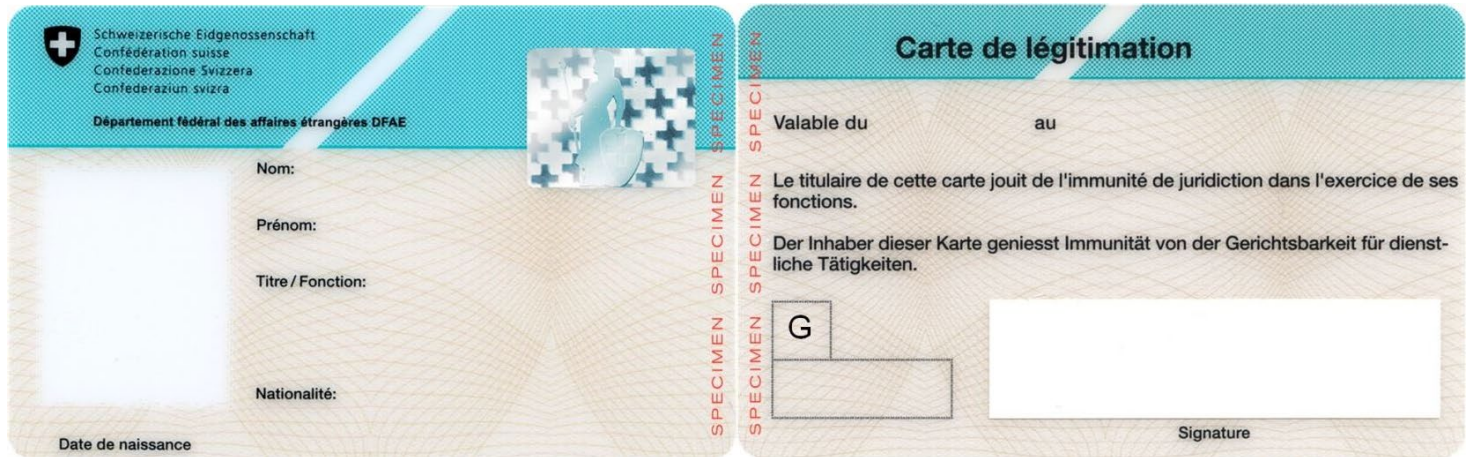 Schweizerische Eidgenossenschaft
Confédération suisse
Confederazione Svizzera
Confederaziun svizra
Département fédéral des affaires étrangères DFAE
Nom:
Prénom:
Titre / Fonction:
Nationalité:
Date de naissance
SPECIMEN SPECIMEN SPECIMEN
SPECIMEN SPECIMEN SPECIMEN
Carte de légitimation
Valable du au
Le titulaire de cette carte jouit de l'immunité de juridiction dans l'exercice de ses
fonctions.
Der Inhaber dieser Karte geniesst Immunität von der Gerichtsbarkeit für dienst-
liche Tätigkeiten.
G
Signature